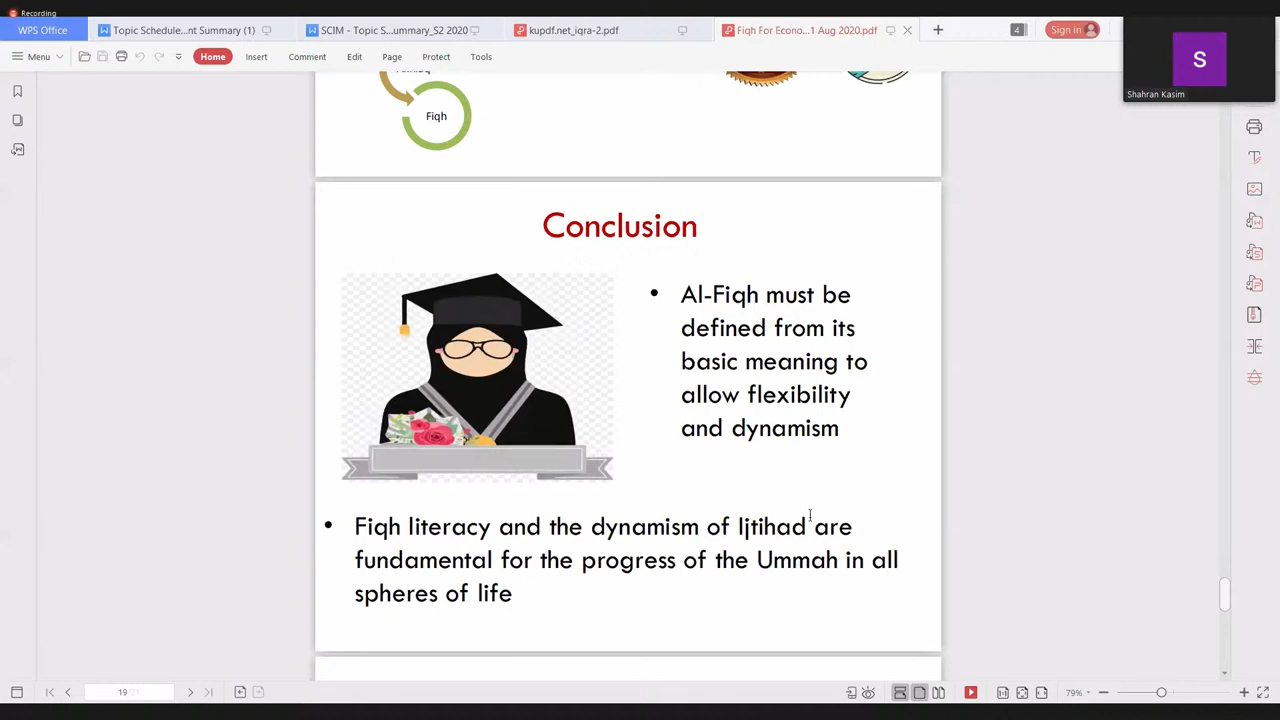 Recording
WPS Office
Topic Schedule...nt Summary (1)
SCIM - Topic S...ummary_S2 2020
kupdf.net_iqra-2.pdf
Fiqh For Econo...1 Aug 2020.pdf
4
Sign in
Menu
Home
Insert
Comment
Edit
Page
Protect
Tools
S
Shahran Kasim
Fiqh
Conclusion
• Al-Fiqh must be
defined from its
basic meaning to
allow flexibility
and dynamism
• Fiqh literacy and the dynamism of Ijtihad are
fundamental for the progress of the Ummah in all
spheres of life
19
79%